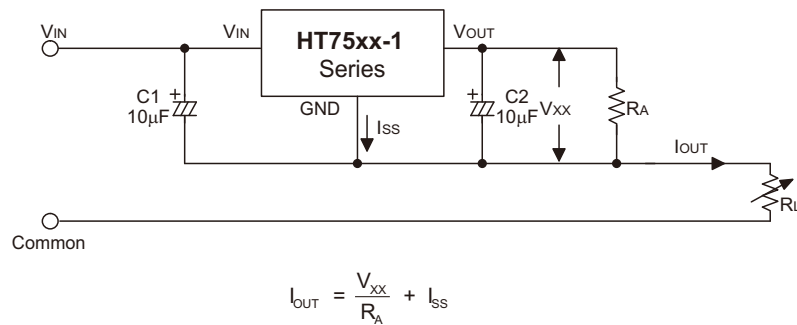 VIN
VIN
HT75xx-1
Series
VOUT
C1
10μF
+
GND
ISS
+
C2
10μF
VXX
RA
IOUT
RL
Common
IOUT = VXX / RA + ISS